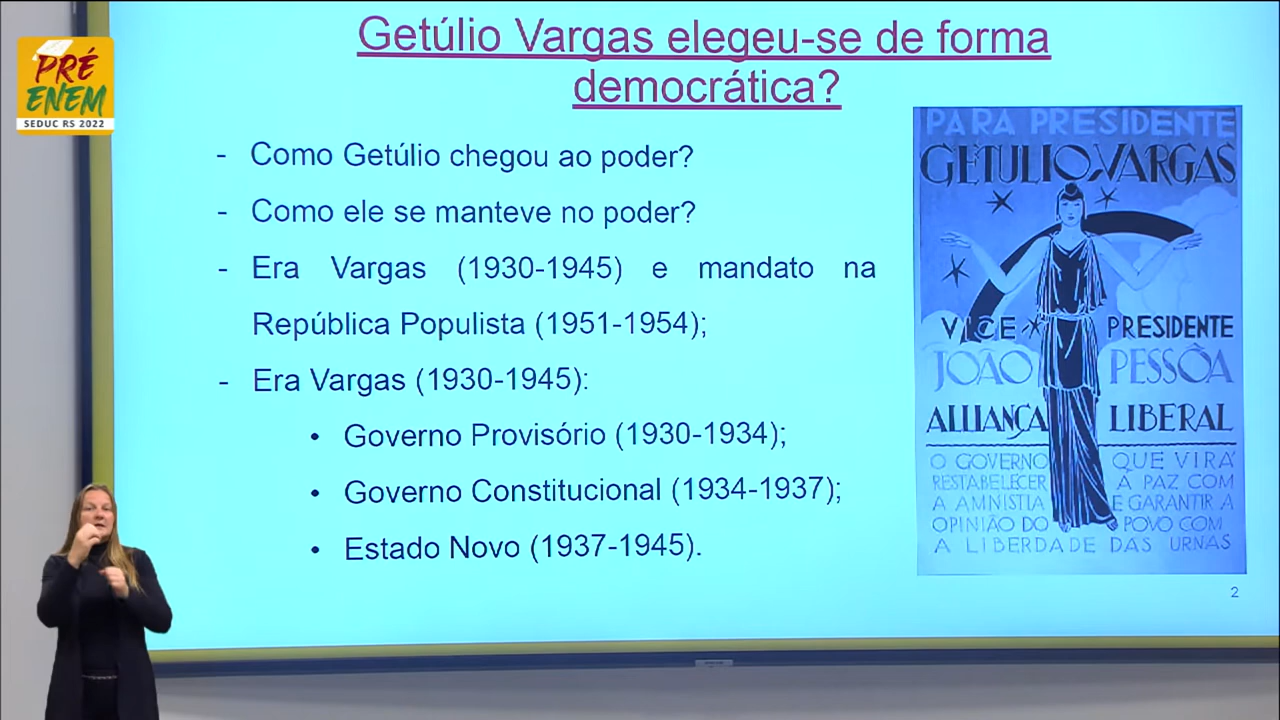 PRÉ
ENEM
SEDUC RS 2022
Getúlio Vargas elegeu-se de forma
democrática?
- Como Getúlio chegou ao poder?
- Como ele se manteve no poder?
- Era Vargas (1930-1945) e mandato na
República Populista (1951-1954);
- Era Vargas (1930-1945):
• Governo Provisório (1930-1934);
• Governo Constitucional (1934-1937);
• Estado Novo (1937-1945).
PARA PRESIDENTE
GETULIO VARGAS
VICE PRESIDENTE
JOÃO PESSÔA
ALLIANÇA LIBERAL
O GOVERNO QUE VIRÁ
RESTABELECER A PAZ COM
A AMNISTIA E GARANTIR A
OPINIÃO DO POVO COM
A LIBERDADE DAS URNAS
2